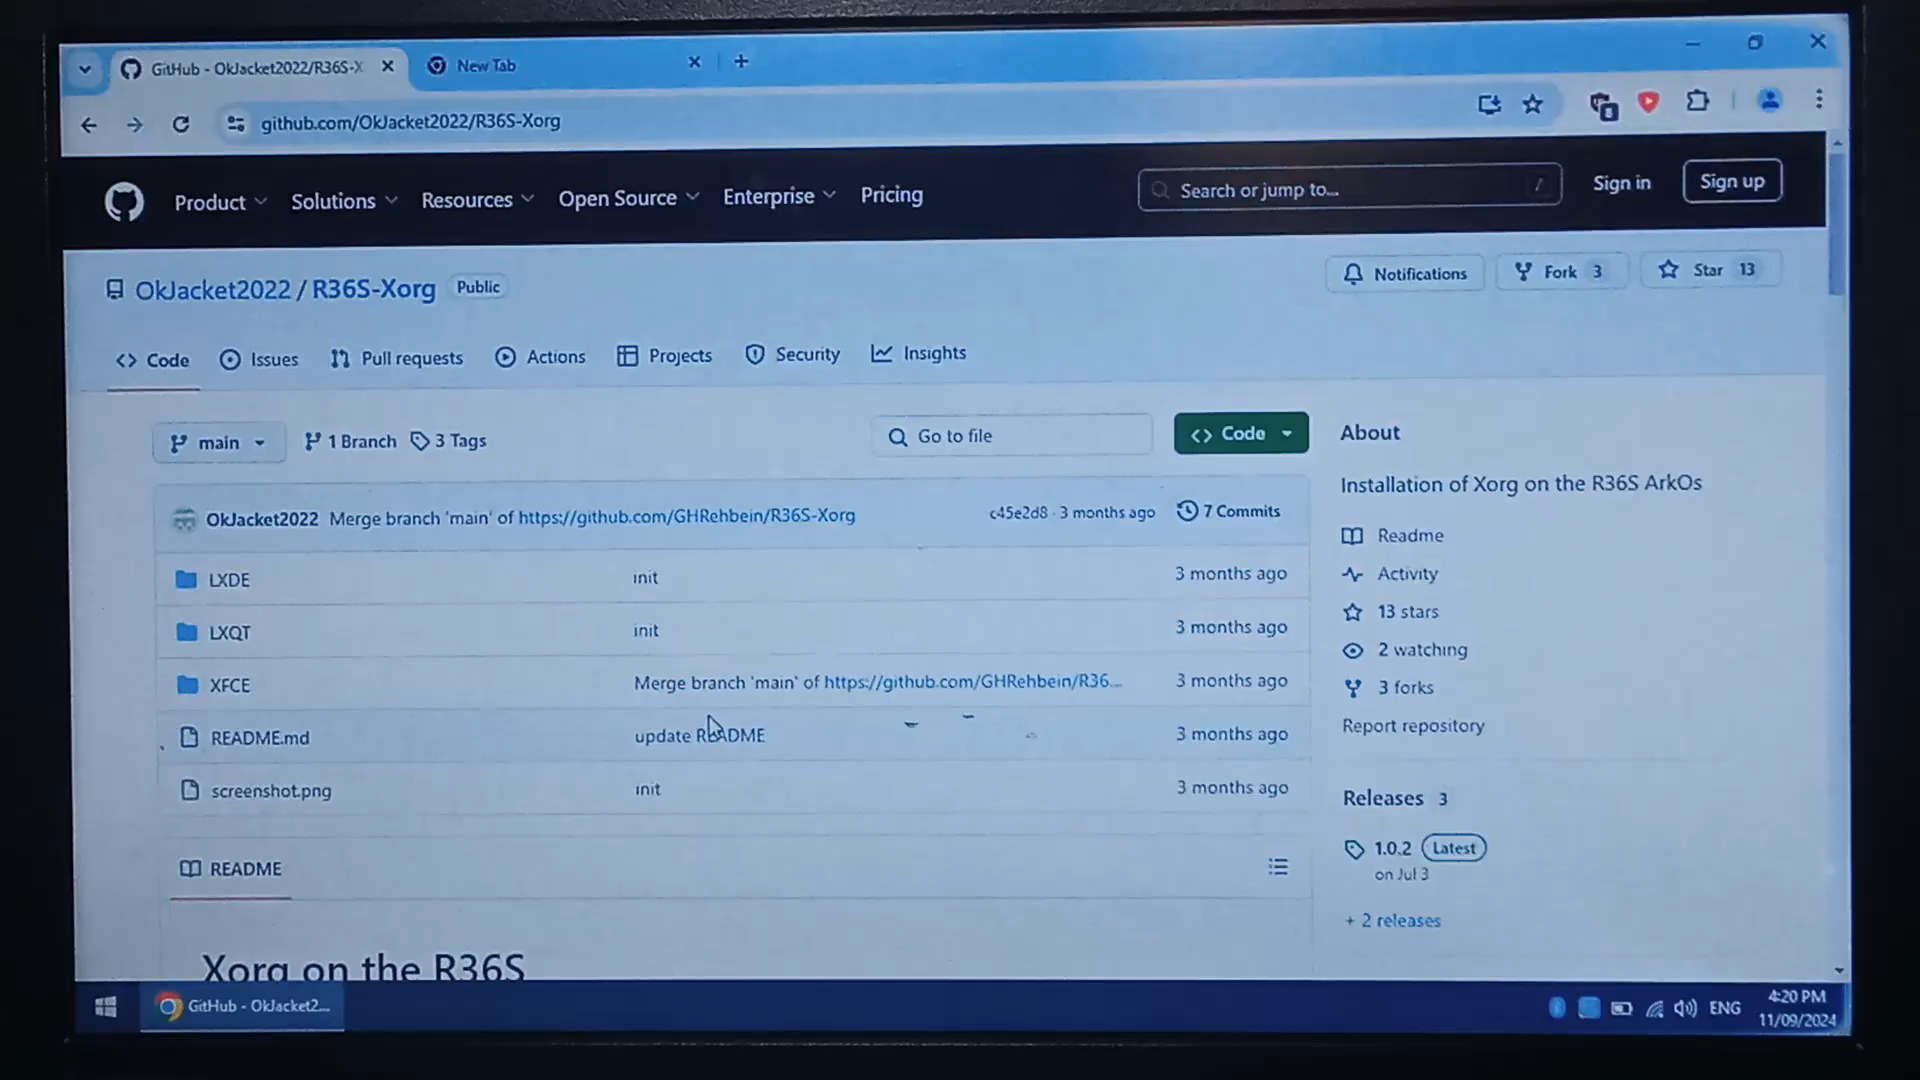 GitHub - OkJacket2022/R36S-X
New Tab
github.com/OkJacket2022/R36S-Xorg
Product Solutions Resources Open Source Enterprise Pricing
Search or jump to...
/
Sign in
Sign up
OkJacket2022 / R36S-Xorg Public
Notifications
Fork 3
Star 13
Code Issues Pull requests Actions Projects Security Insights
main 1 Branch 3 Tags
Go to file
Code
OkJacket2022 Merge branch 'main' of https://github.com/GHRehbein/R36S-Xorg c45e2d8 · 3 months ago 7 Commits
LXDE init 3 months ago
LXQT init 3 months ago
XFCE Merge branch 'main' of https://github.com/GHRehbein/R36... 3 months ago
README.md update README 3 months ago
screenshot.png init 3 months ago
README
Xorg on the R36S
About
Installation of Xorg on the R36S ArkOs
Readme
Activity
13 stars
2 watching
3 forks
Report repository
Releases 3
1.0.2 Latest
on Jul 3
+ 2 releases
GitHub - OkJacket2...
ENG
4:20 PM
11/09/2024